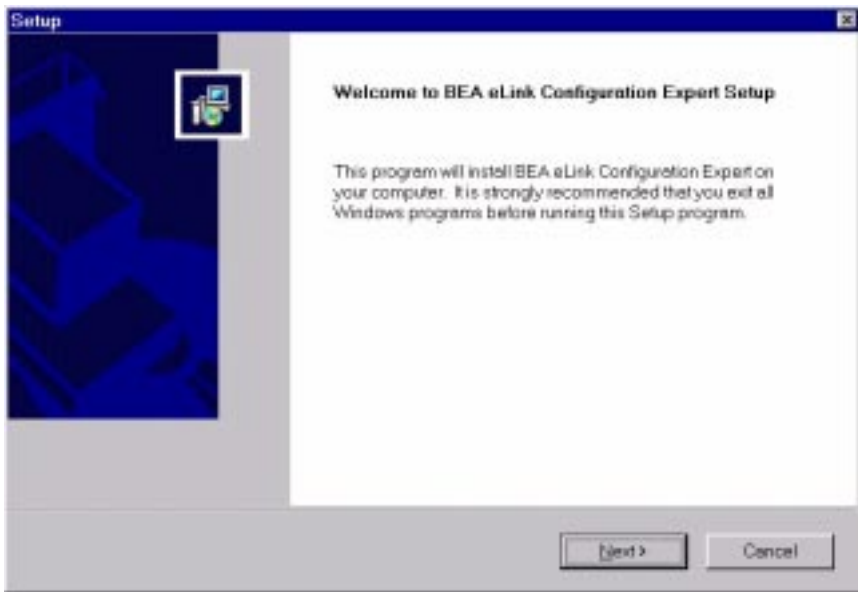 Setup
Welcome to BEA eLink Configuration Expert Setup
This program will install BEA eLink Configuration Expert on
your computer. It is strongly recommended that you exit all
Windows programs before running this Setup program.
Next >
Cancel